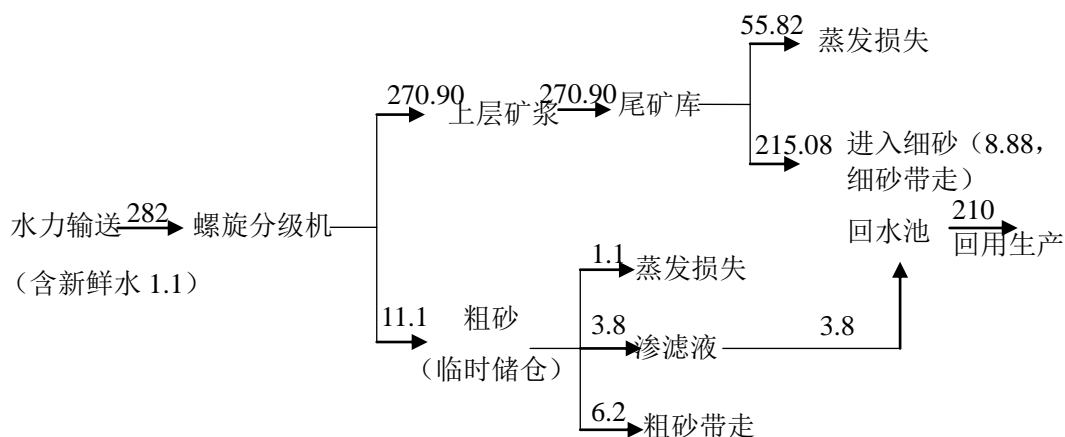 55.82
蒸发损失
270.90
上层矿浆
270.90
尾矿库
215.08
进入细砂（8.88，
细砂带走）
水力输送
282
螺旋分级机
（含新鲜水 1.1）
回水池
210
回用生产
1.1
蒸发损失
11.1
粗砂
（临时储仓）
3.8
渗滤液
3.8
6.2
粗砂带走